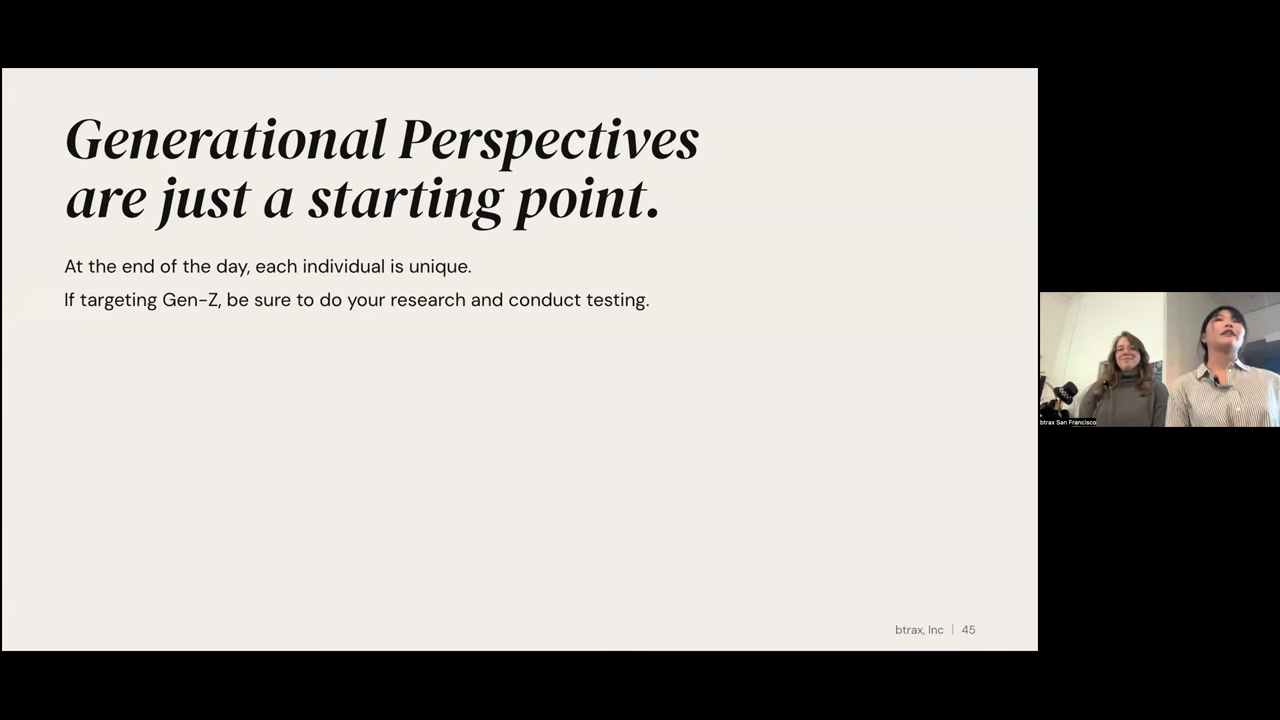 Generational Perspectives
are just a starting point.
At the end of the day, each individual is unique.
If targeting Gen-Z, be sure to do your research and conduct testing.
btrax, Inc | 45
btrax San Francisco